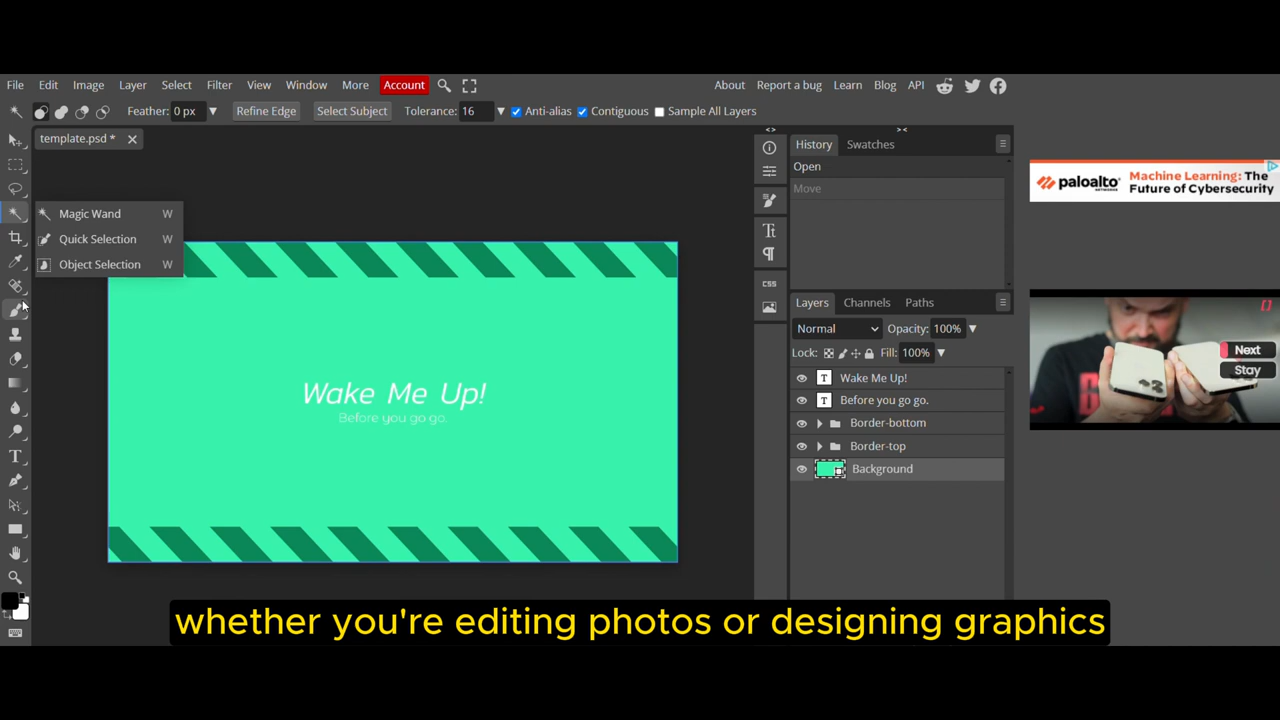 File Edit Image Layer Select Filter View Window More Account About Report a bug Learn Blog API
Feather: 0 px Refine Edge Select Subject Tolerance: 16 Anti-alias Contiguous Sample All Layers
template.psd *
Magic Wand W
Quick Selection W
Object Selection W
Wake Me Up!
Before you go go.
History Swatches
Open
Move
CSS
Layers Channels Paths
Normal Opacity: 100%
Lock: Fill: 100%
T Wake Me Up!
T Before you go go.
Border-bottom
Border-top
Background
paloalto
NETWORKS
Machine Learning: The
Future of Cybersecurity
Next
Stay
whether you're editing photos or designing graphics